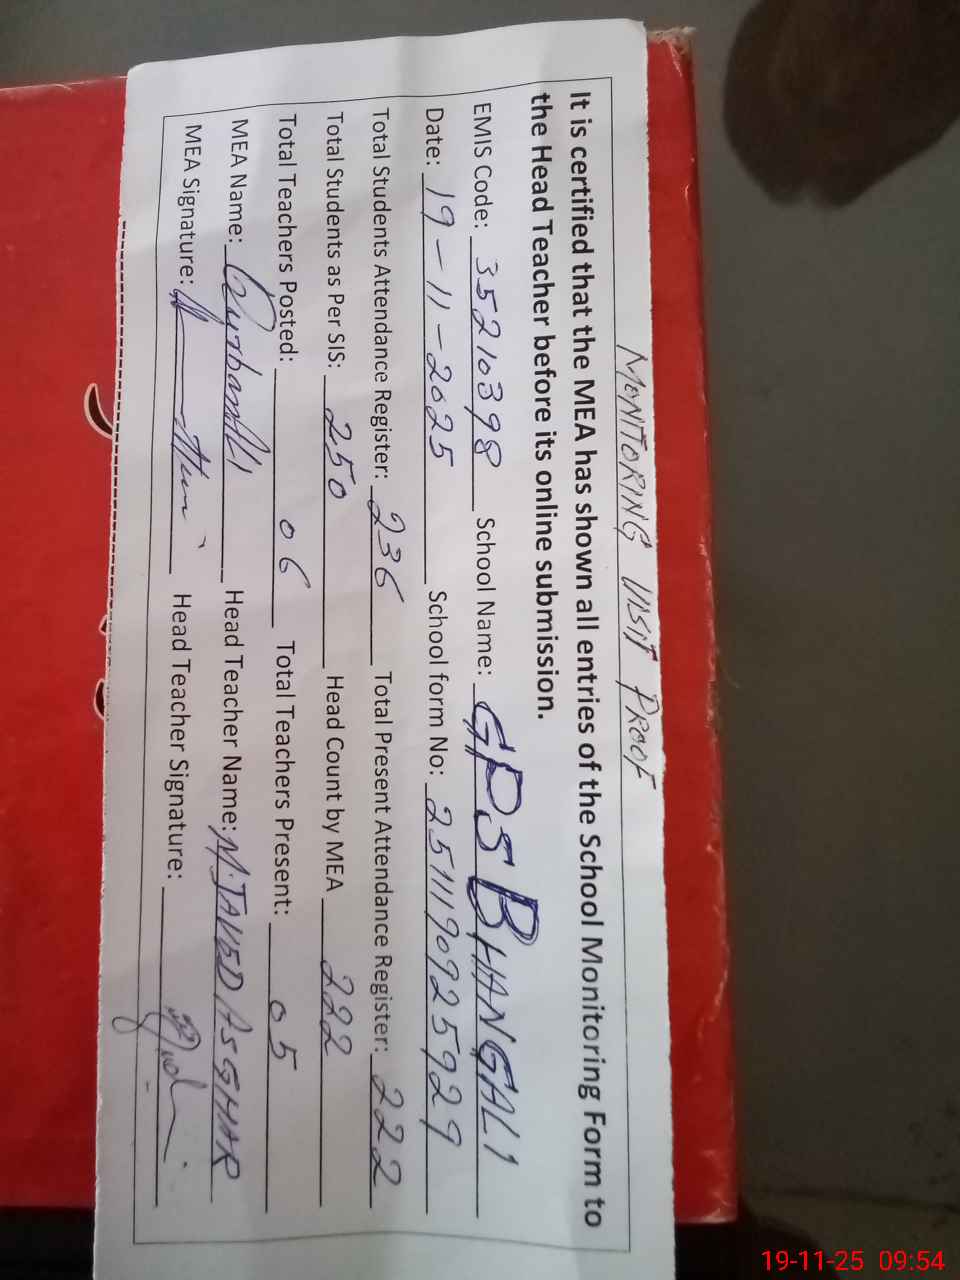 MONITORING VISIT PROOF
It is certified that the MEA has shown all entries of the School Monitoring Form to
the Head Teacher before its online submission.
EMIS Code: 35210398 School Name: GPS BHANGALI
Date: 19-11-2025 School form No: 2511190925929
Total Students Attendance Register: 236 Total Present Attendance Register: 222
Total Students as Per SIS: 250 Head Count by MEA 222
Total Teachers Posted: 06 Total Teachers Present: 05
MEA Name: Head Teacher Name: M. JAVED ASGHAR
MEA Signature: Head Teacher Signature:
19-11-25 09:54